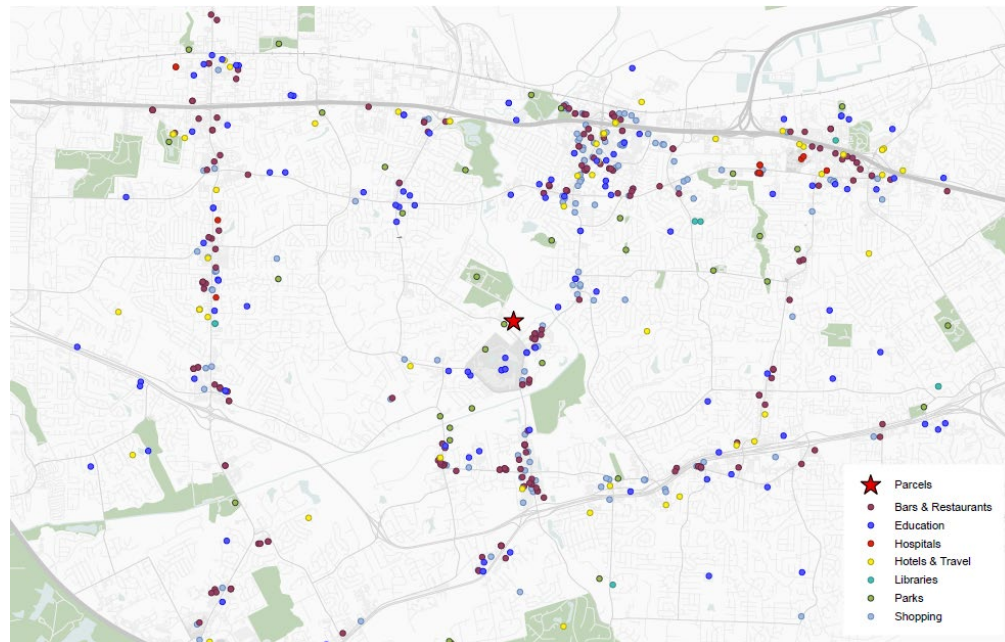 Parcels
Bars & Restaurants
Education
Hospitals
Hotels & Travel
Libraries
Parks
Shopping